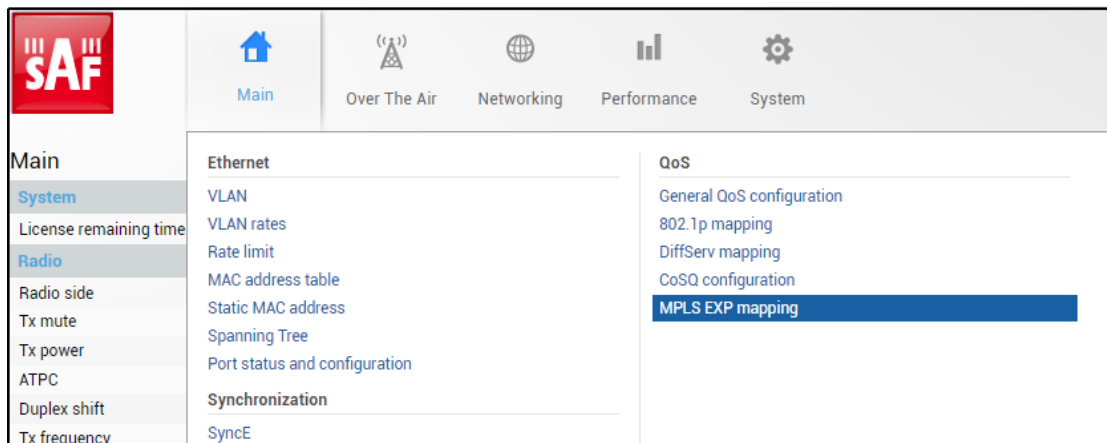 SAF
Main
Over The Air
Networking
Performance
System
Main
System
License remaining time
Radio
Radio side
Tx mute
Tx power
ATPC
Duplex shift
Tx frequency
Ethernet
VLAN
VLAN rates
Rate limit
MAC address table
Static MAC address
Spanning Tree
Port status and configuration
Synchronization
SyncE
QoS
General QoS configuration
802.1p mapping
DiffServ mapping
CoSQ configuration
MPLS EXP mapping